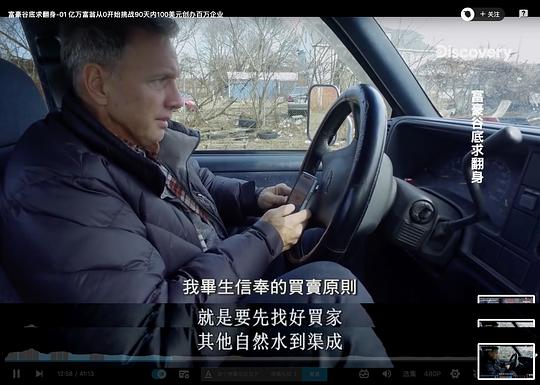 富豪谷底求翻身-01 亿万富翁从0开始挑战90天内100美元创办百万企业
+ 关注
Discovery
富豪谷底求翻身
我畢生信奉的買賣原則
就是要先找好買家
其他自然水到渠成
12:58 / 41:13
选集
480P